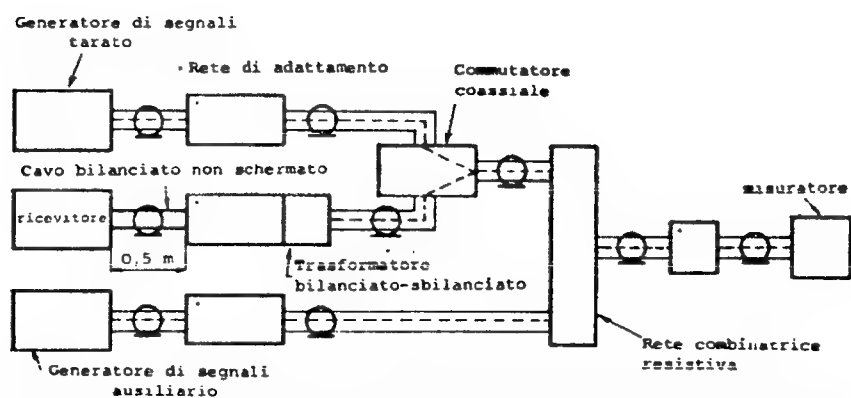 Generatore di segnali
tarato
Rete di adattamento
Commutatore
coassiale
Cavo bilanciato non schermato
misuratore
ricevitore
0,5 m
Trasformatore
bilanciato-sbilanciato
Rete combinatrice
resistiva
Generatore di segnali
ausiliario